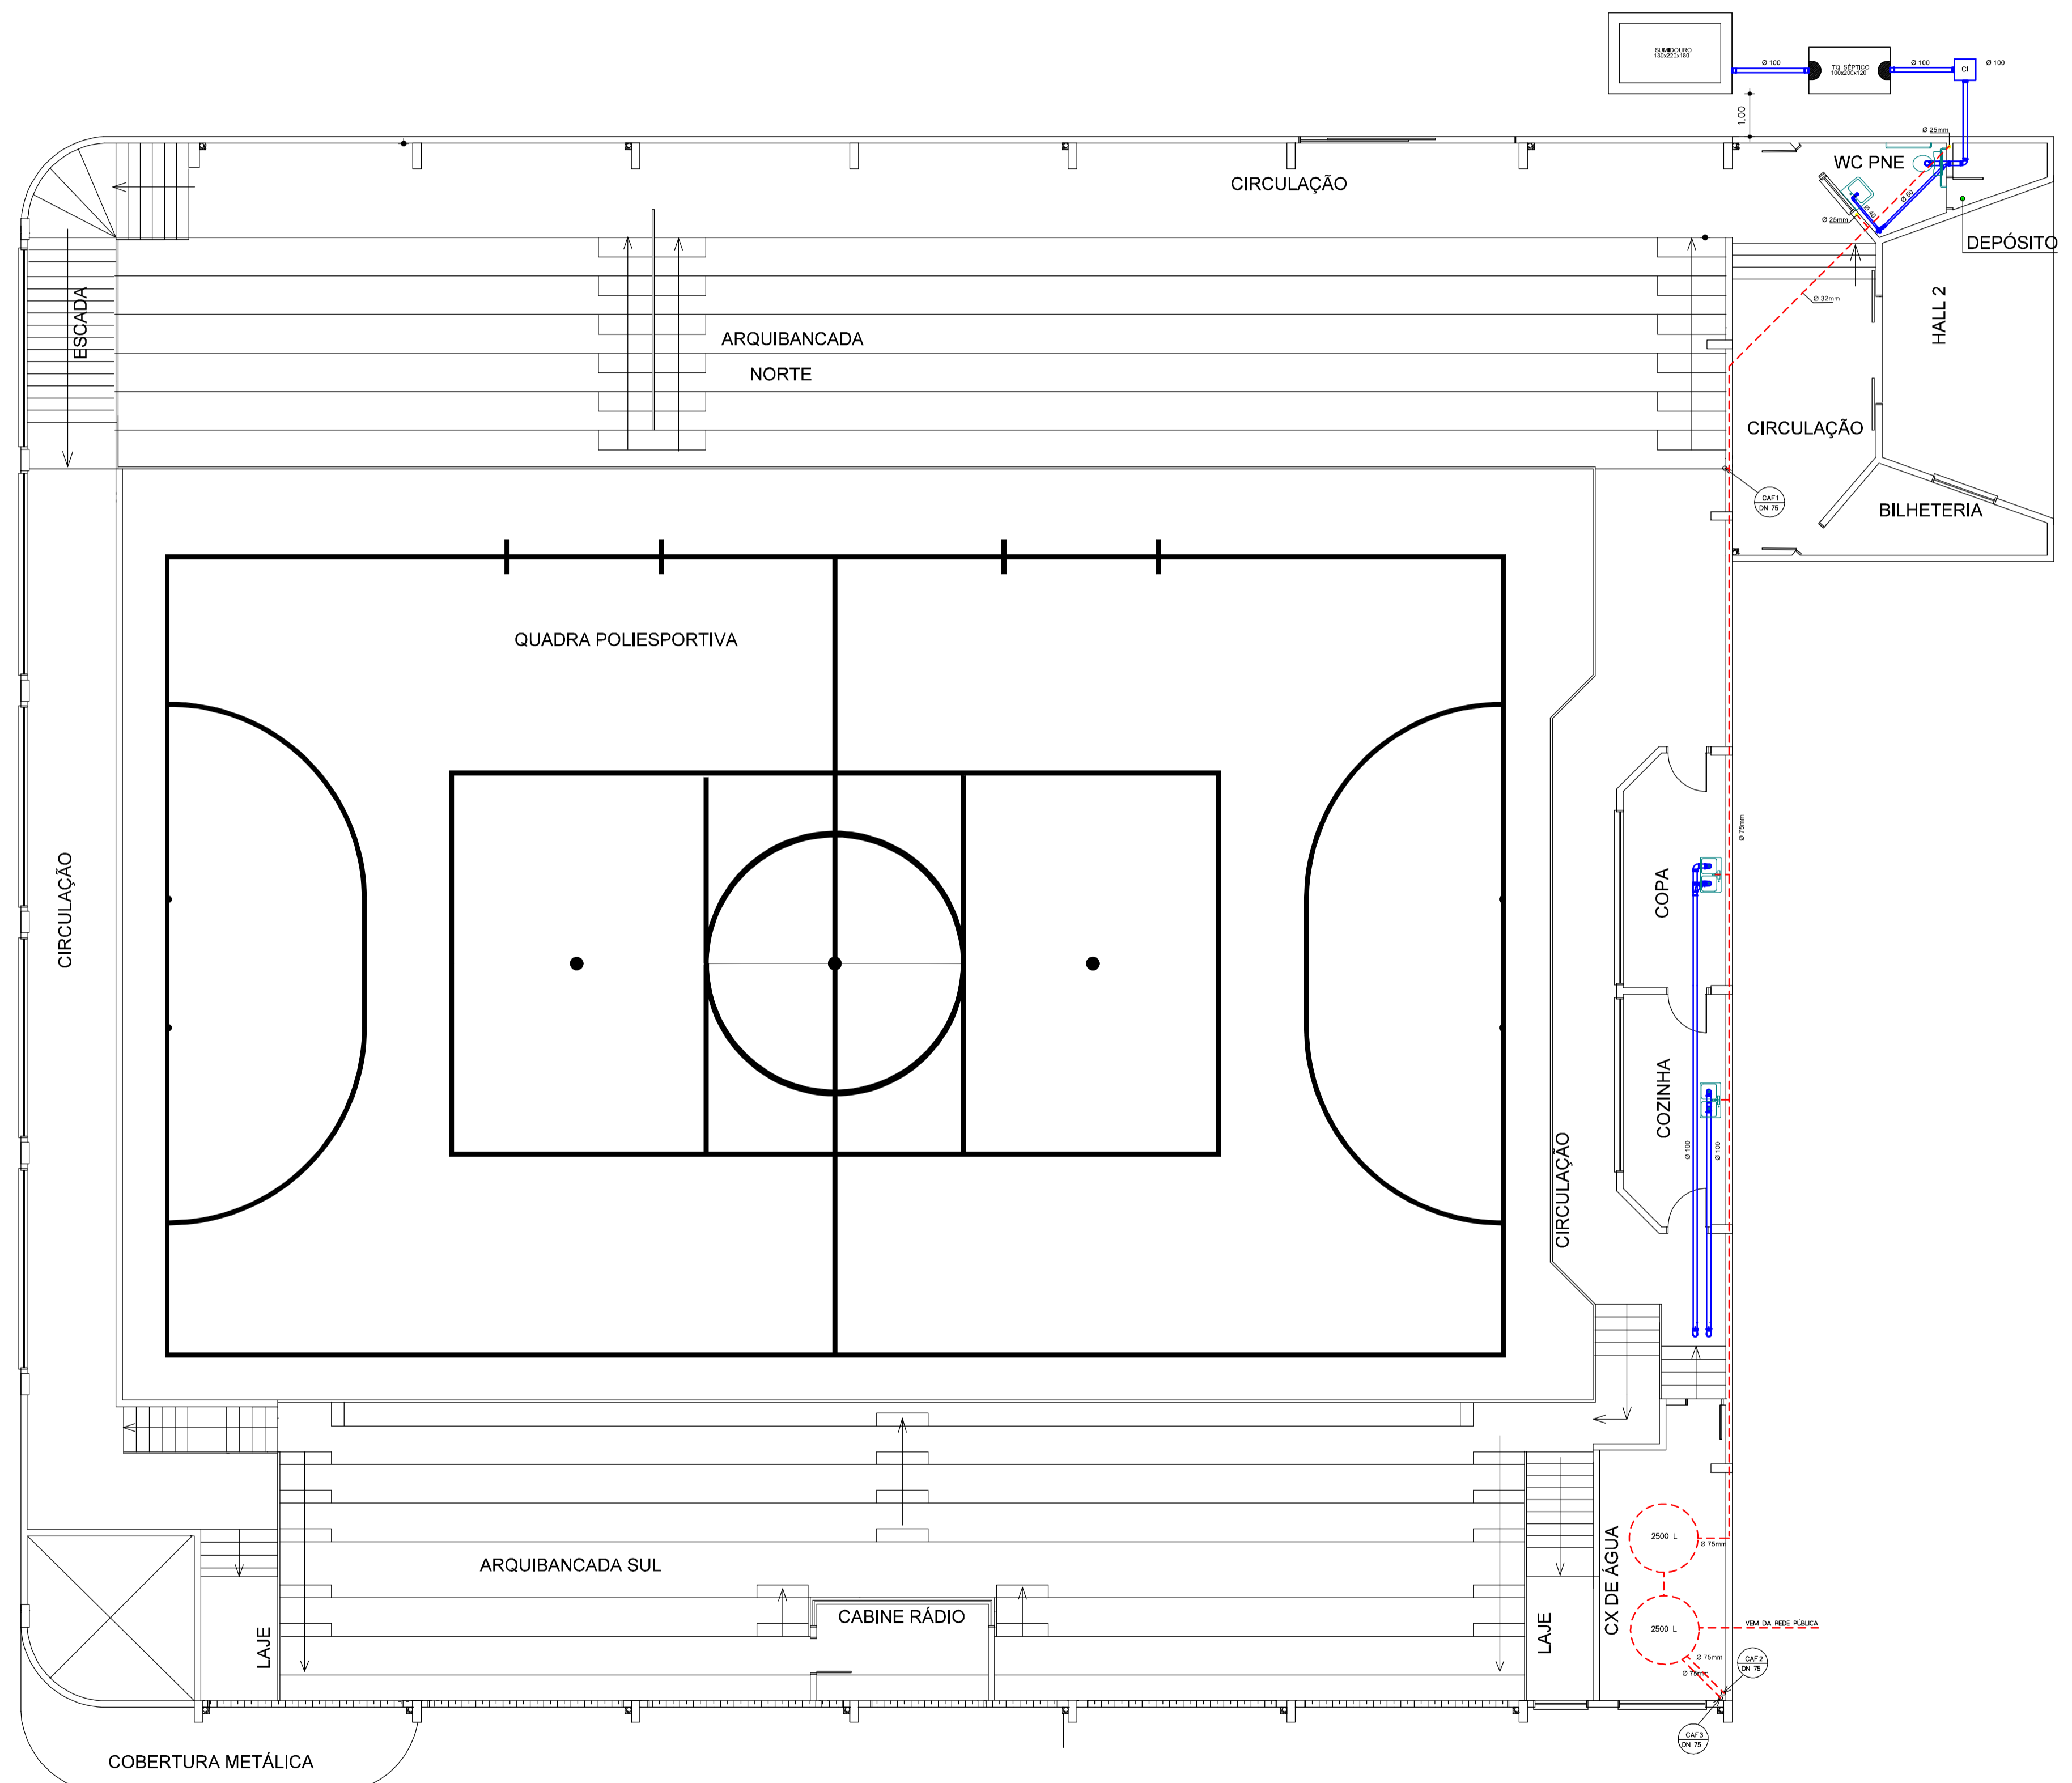 SUMIDOURO
130x220x180
Ø 100
TQ. SÉPTICO
100x200x120
Ø 100
CI
Ø 100
1,00
Ø 25mm
WC PNE
CIRCULAÇÃO
Ø 40
Ø 50
Ø 25mm
DEPÓSITO
ESCADA
Ø 32mm
HALL 2
ARQUIBANCADA
NORTE
CIRCULAÇÃO
CAF1
DN 75
BILHETERIA
QUADRA POLIESPORTIVA
Ø 75mm
CIRCULAÇÃO
COPA
COZINHA
Ø 100
Ø 100
CIRCULAÇÃO
2500 L
Ø 75mm
ARQUIBANCADA SUL
CX DE ÁGUA
CABINE RÁDIO
LAJE
LAJE
2500 L
VEM DA REDE PÚBLICA
Ø 75mm
Ø 75mm
CAF2
DN 75
CAF3
DN 75
COBERTURA METÁLICA